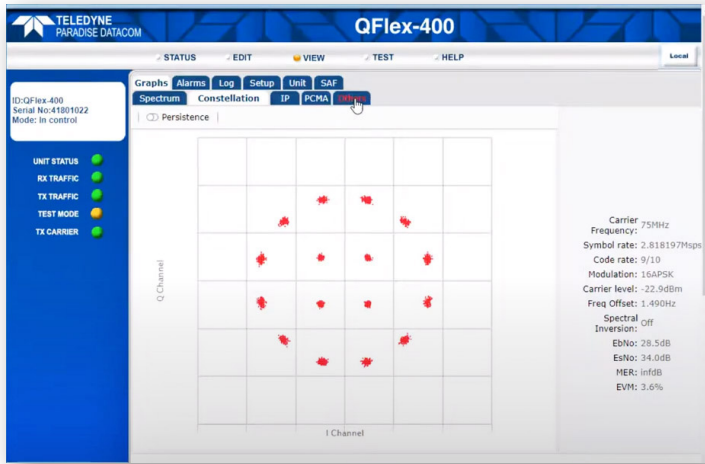 TELEDYNE
PARADISE DATACOM
QFlex-400
STATUS EDIT VIEW TEST HELP
Local
Graphs Alarms Log Setup Unit SAF
Spectrum Constellation IP PCMA
Persistence
ID:QFlex-400
Serial No:41801022
Mode: In control
UNIT STATUS
RX TRAFFIC
TX TRAFFIC
TEST MODE
TX CARRIER
Q Channel
I Channel
Carrier Frequency: 75MHz
Symbol rate: 2.818197Msps
Code rate: 9/10
Modulation: 16APSK
Carrier level: -22.9dBm
Freq Offset: 1.490Hz
Spectral Inversion: Off
EbNo: 28.5dB
EsNo: 34.0dB
MER: infdB
EVM: 3.6%